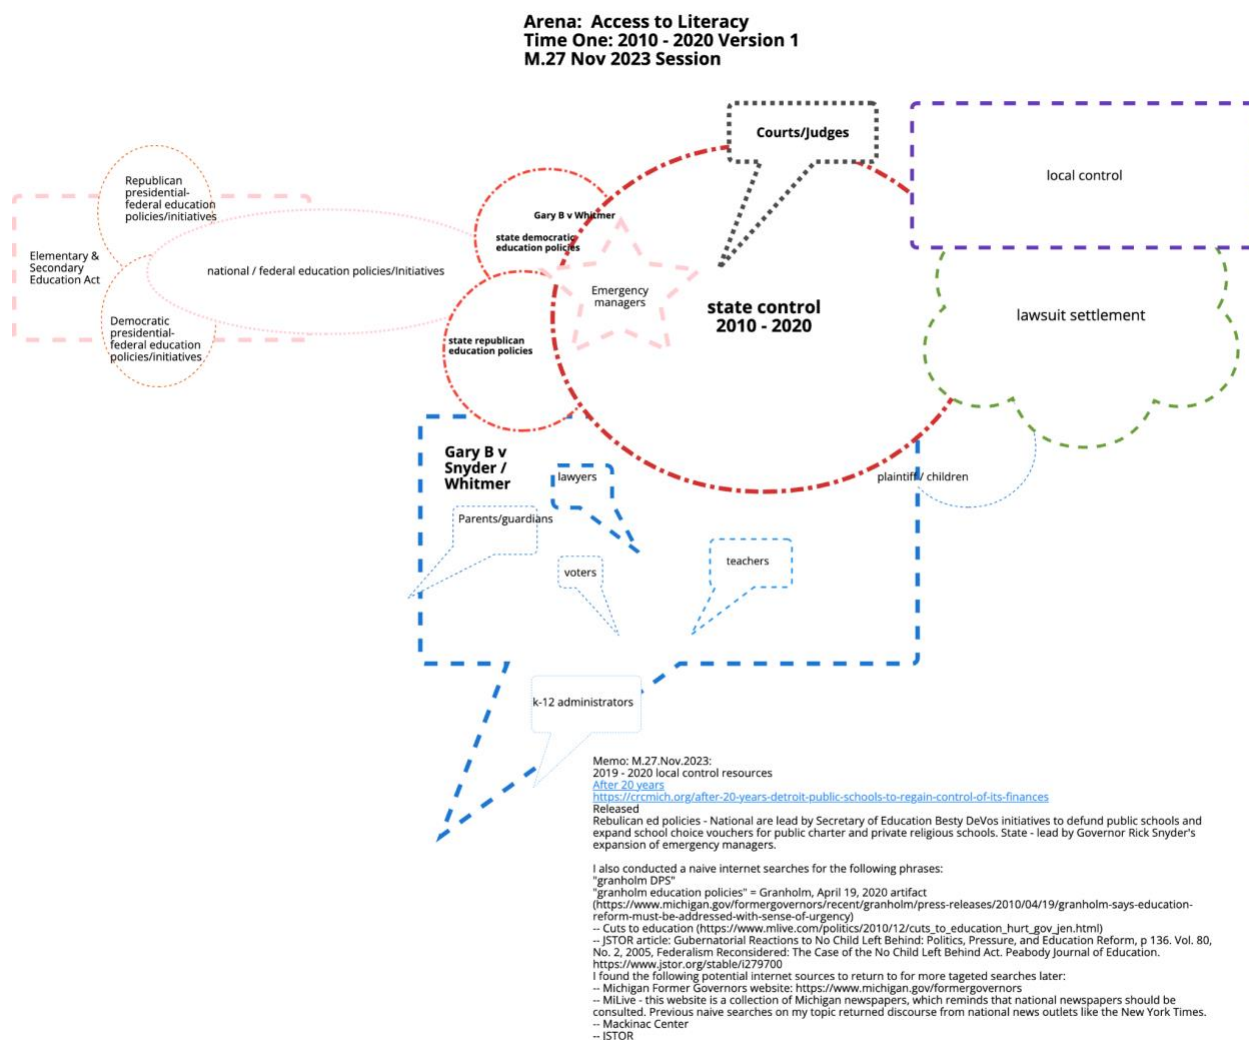 Arena:  Access to Literacy
Time One: 2010 - 2020 Version 1
M.27 Nov 2023 Session
Courts/Judges
local control
Republican
presidential-
federal education
policies/initiatives
Gary B v Whitmer
state democratic
education policies
Elementary &
Secondary
Education Act
national / federal education policies/Initiatives
Emergency
managers
state control
2010 - 2020
lawsuit settlement
Democratic
presidential-
federal education
policies/initiatives
state republican
education policies
Gary B v
Snyder /
Whitmer
lawyers
plaintiff / children
Parents/guardians
voters
teachers
k-12 administrators
Memo: M.27.Nov.2023:
2019 - 2020 local control resources
After 20 years
https://crcmich.org/after-20-years-detroit-public-schools-to-regain-control-of-its-finances
Released
Rebulican ed policies - National are lead by Secretary of Education Besty DeVos initiatives to defund public schools and
expand school choice vouchers for public charter and private religious schools. State - lead by Governor Rick Snyder's
expansion of emergency managers.
I also conducted a naive internet searches for the following phrases:
"granholm DPS"
"granholm education policies" = Granholm, April 19, 2020 artifact
(https://www.michigan.gov/formergovernors/recent/granholm/press-releases/2010/04/19/granholm-says-education-
reform-must-be-addressed-with-sense-of-urgency)
-- Cuts to education (https://www.mlive.com/politics/2010/12/cuts_to_education_hurt_gov_jen.html)
-- JSTOR article: Gubernatorial Reactions to No Child Left Behind: Politics, Pressure, and Education Reform, p 136. Vol. 80,
No. 2, 2005, Federalism Reconsidered: The Case of the No Child Left Behind Act. Peabody Journal of Education.
https://www.jstor.org/stable/i279700
I found the following potential internet sources to return to for more tageted searches later:
-- Michigan Former Governors website: https://www.michigan.gov/formergovernors
-- MiLive - this website is a collection of Michigan newspapers, which reminds that national newspapers should be
consulted. Previous naive searches on my topic returned discourse from national news outlets like the New York Times.
-- Mackinac Center
-- JSTOR